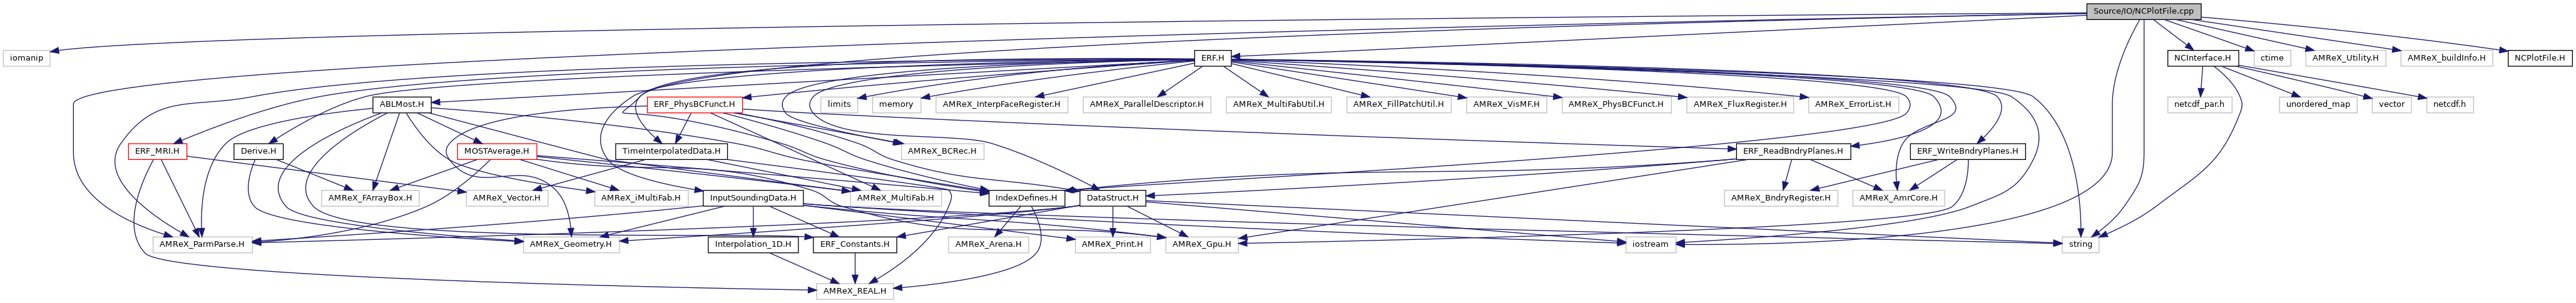 Source/IO/NCPlotFile.cpp
iomanip
ERF.H
NCInterface.H
ctime
AMReX_Utility.H
AMReX_buildInfo.H
NCPlotFile.H
ABLMost.H
ERF_PhysBCFunct.H
limits
memory
AMReX_InterpFaceRegister.H
AMReX_ParallelDescriptor.H
AMReX_MultiFabUtil.H
AMReX_FillPatchUtil.H
AMReX_VisMF.H
AMReX_PhysBCFunct.H
AMReX_FluxRegister.H
AMReX_ErrorList.H
netcdf_par.h
unordered_map
vector
netcdf.h
ERF_MRI.H
Derive.H
MOSTAverage.H
TimeInterpolatedData.H
AMReX_BCRec.H
ERF_ReadBndryPlanes.H
ERF_WriteBndryPlanes.H
AMReX_FArrayBox.H
AMReX_Vector.H
AMReX_iMultiFab.H
InputSoundingData.H
AMReX_MultiFab.H
IndexDefines.H
DataStruct.H
AMReX_BndryRegister.H
AMReX_AmrCore.H
AMReX_ParmParse.H
AMReX_Geometry.H
Interpolation_1D.H
ERF_Constants.H
AMReX_Arena.H
AMReX_Print.H
AMReX_Gpu.H
iostream
string
AMReX_REAL.H